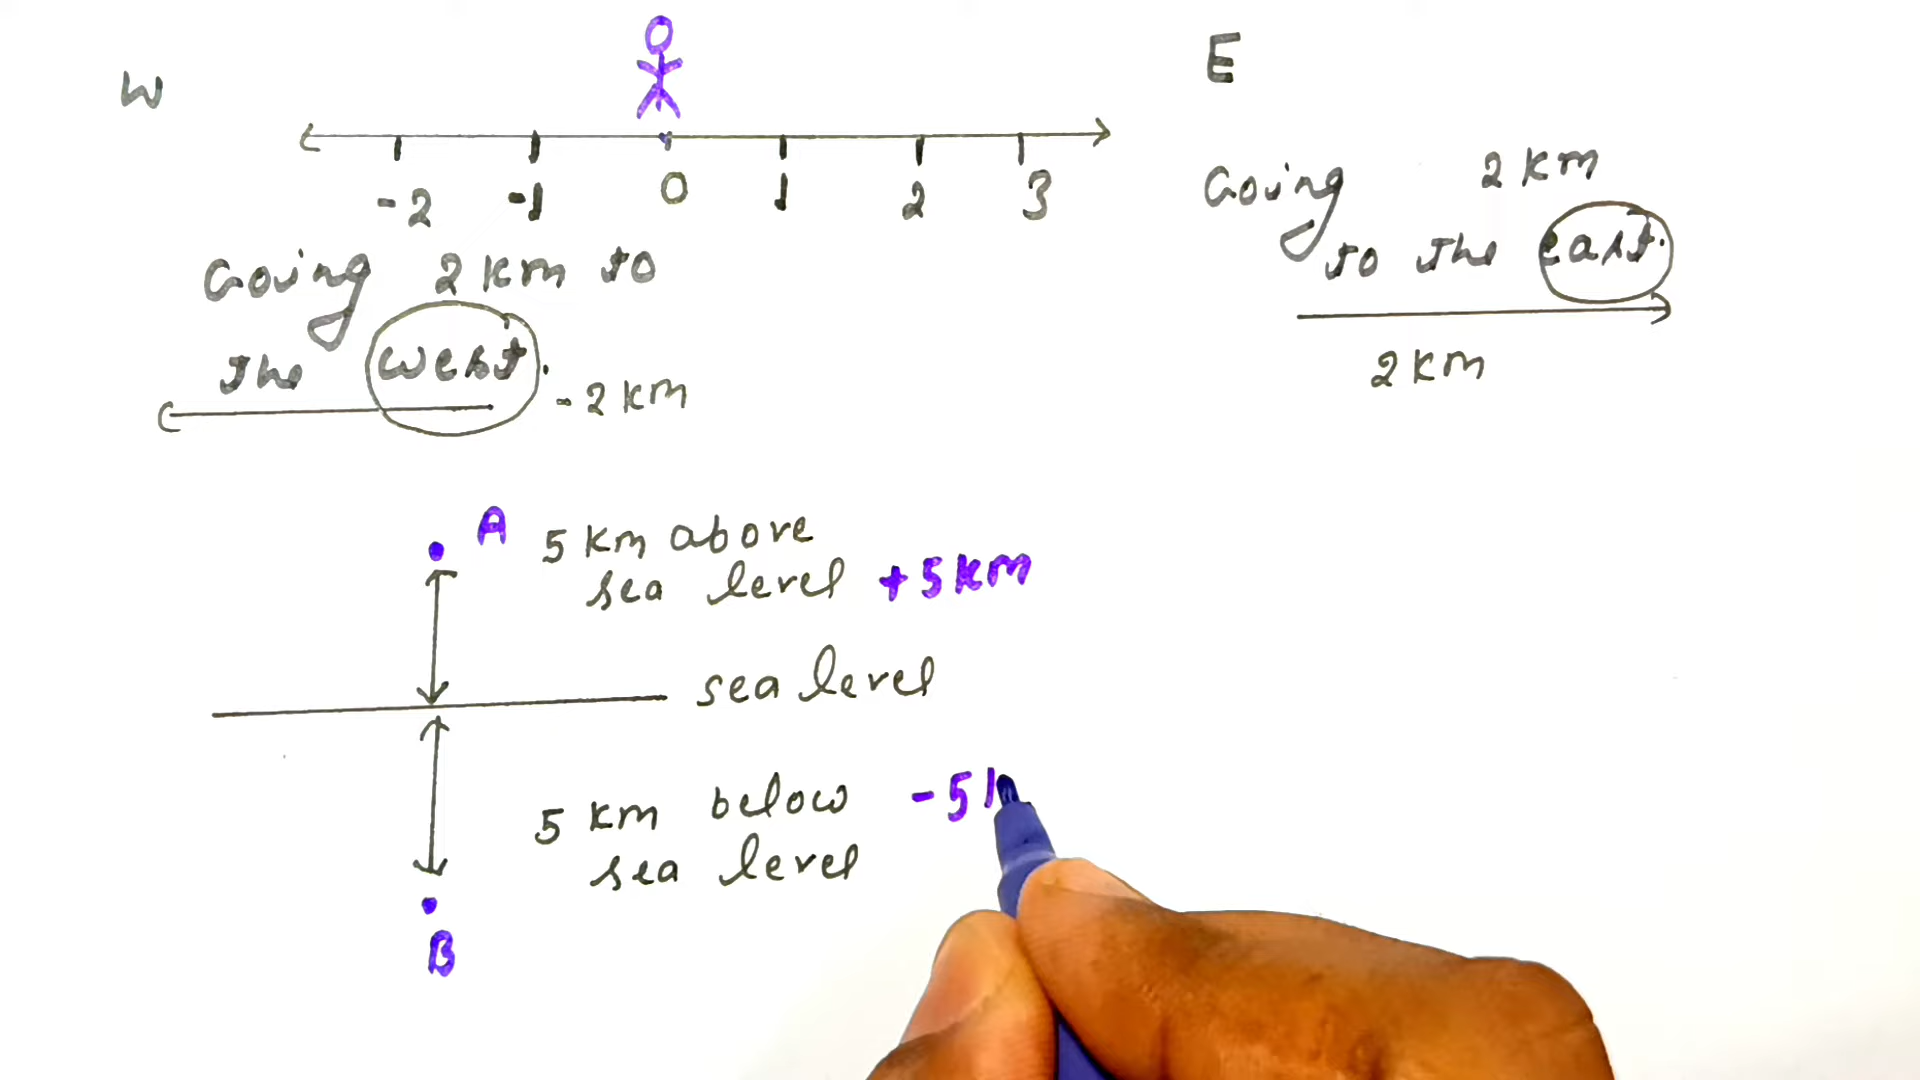 W
E
-2 -1 0 1 2 3
Going 2 km
to the east.
2 km
Going 2 km to
the west.
-2 km
A
5 km above
sea level +5 km
sea level
5 km below -5 k
sea level
B